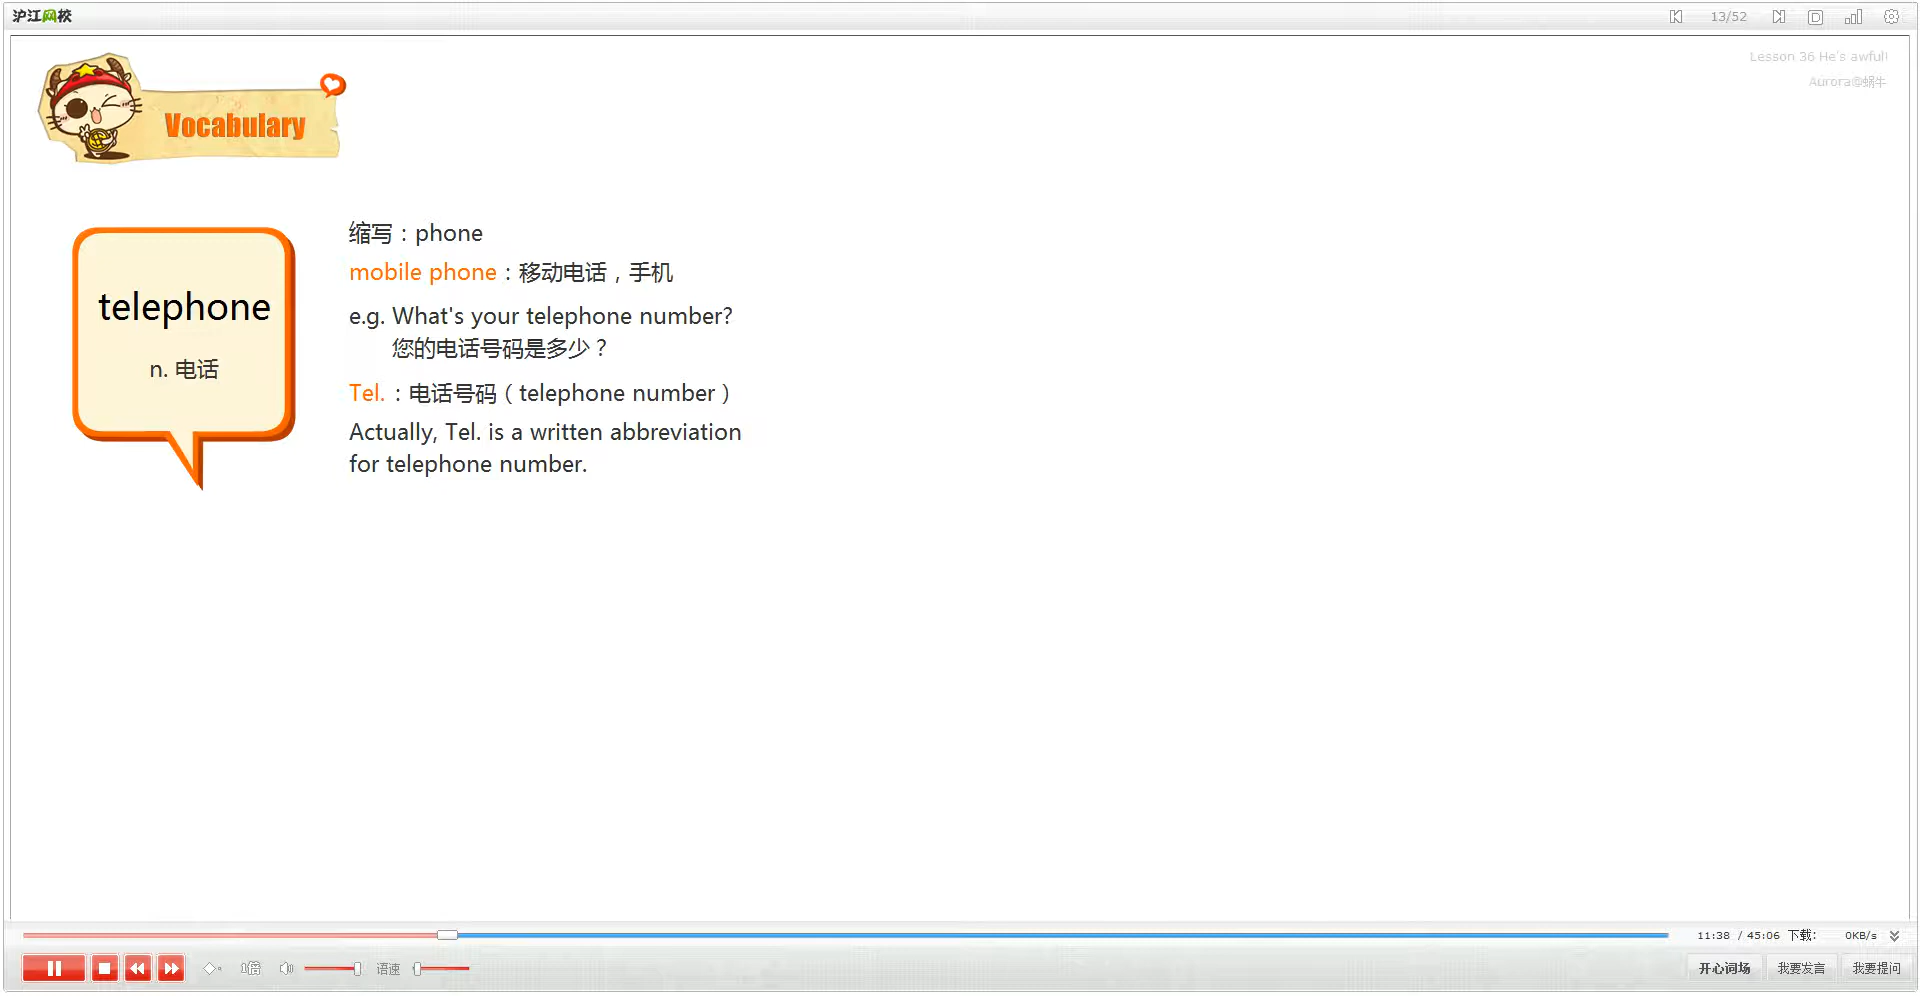 沪江网校
13/52
Lesson 36 He's awful!
Aurora@蜗牛
Vocabulary
telephone
n. 电话
缩写：phone
mobile phone：移动电话，手机
e.g. What's your telephone number?
您的电话号码是多少？
Tel.：电话号码（telephone number）
Actually, Tel. is a written abbreviation
for telephone number.
11:38 / 45:06 下载: 0KB/s
1倍
语速
开心词场
我要发言
我要提问